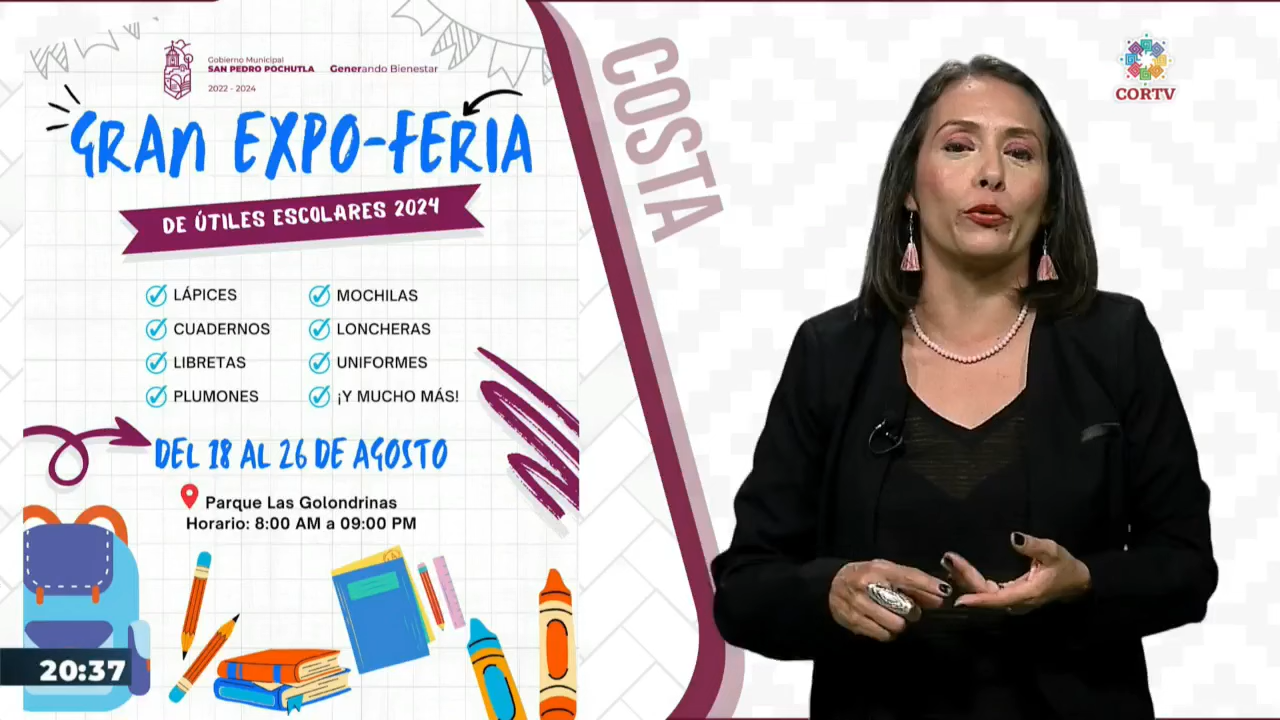 Gobierno Municipal
SAN PEDRO POCHUTLA
2022 - 2024
Generando Bienestar
GRAN EXPO-FERIA
DE ÚTILES ESCOLARES 2024
LÁPICES
CUADERNOS
LIBRETAS
PLUMONES
MOCHILAS
LONCHERAS
UNIFORMES
¡Y MUCHO MÁS!
DEL 18 AL 26 DE AGOSTO
Parque Las Golondrinas
Horario: 8:00 AM a 09:00 PM
20:37
COSTA
CORTV